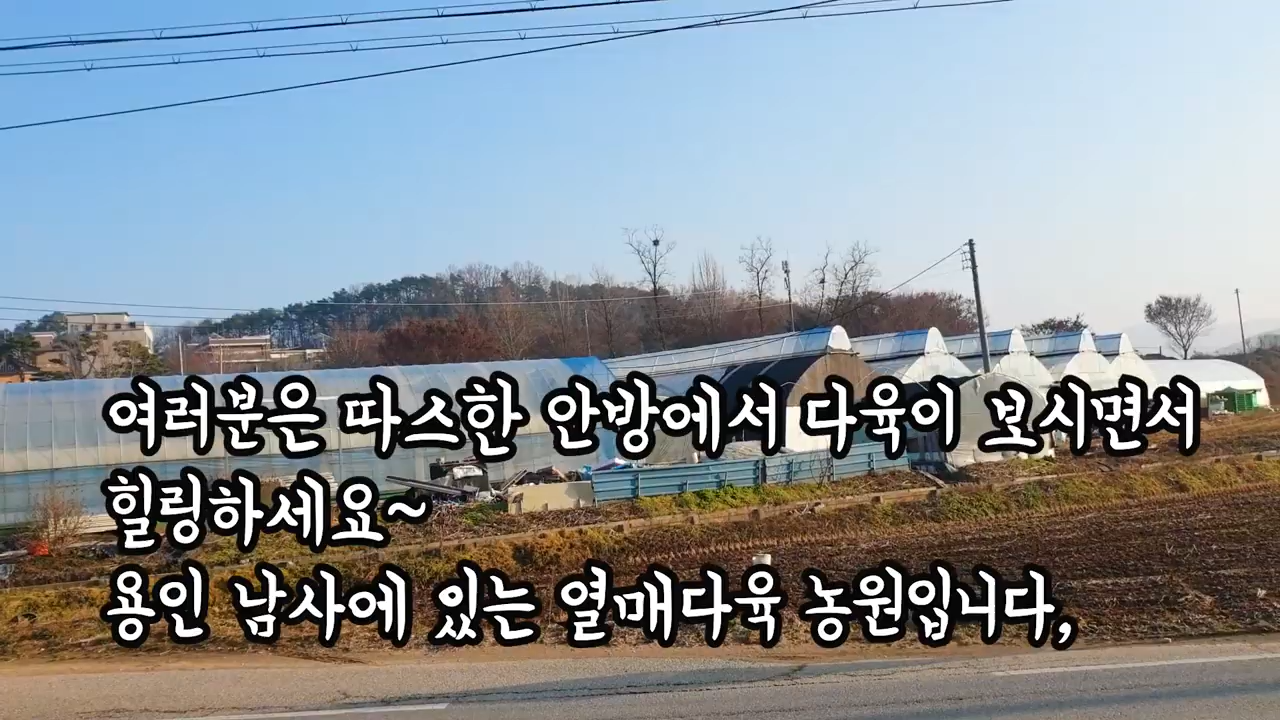 여러분은 따스한 안방에서 다육이 보시면서
힐링하세요~
용인 남사에 있는 열매다육 농원입니다,